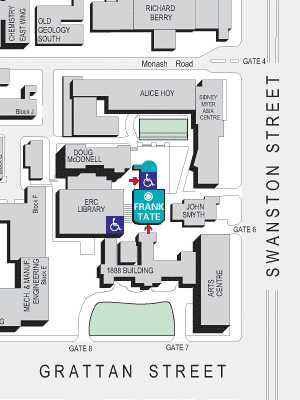 RICHARD
BERRY
CHEMISTRY
EAST WING
OLD
GEOLOGY
SOUTH
Monash Road
GATE 4
ALICE HOY
SIDNEY
MYER
ASIA
CENTRE
Block J
DOUG
McDONELL
FRANK
TATE
ERC
LIBRARY
JOHN
SMYTH
GATE 6
Block F
MECH. & MANUF.
ENGINEERING
Block E
1888 BUILDING
ARTS
CENTRE
SWANSTON STREET
GATE 8
GATE 7
GRATTAN STREET